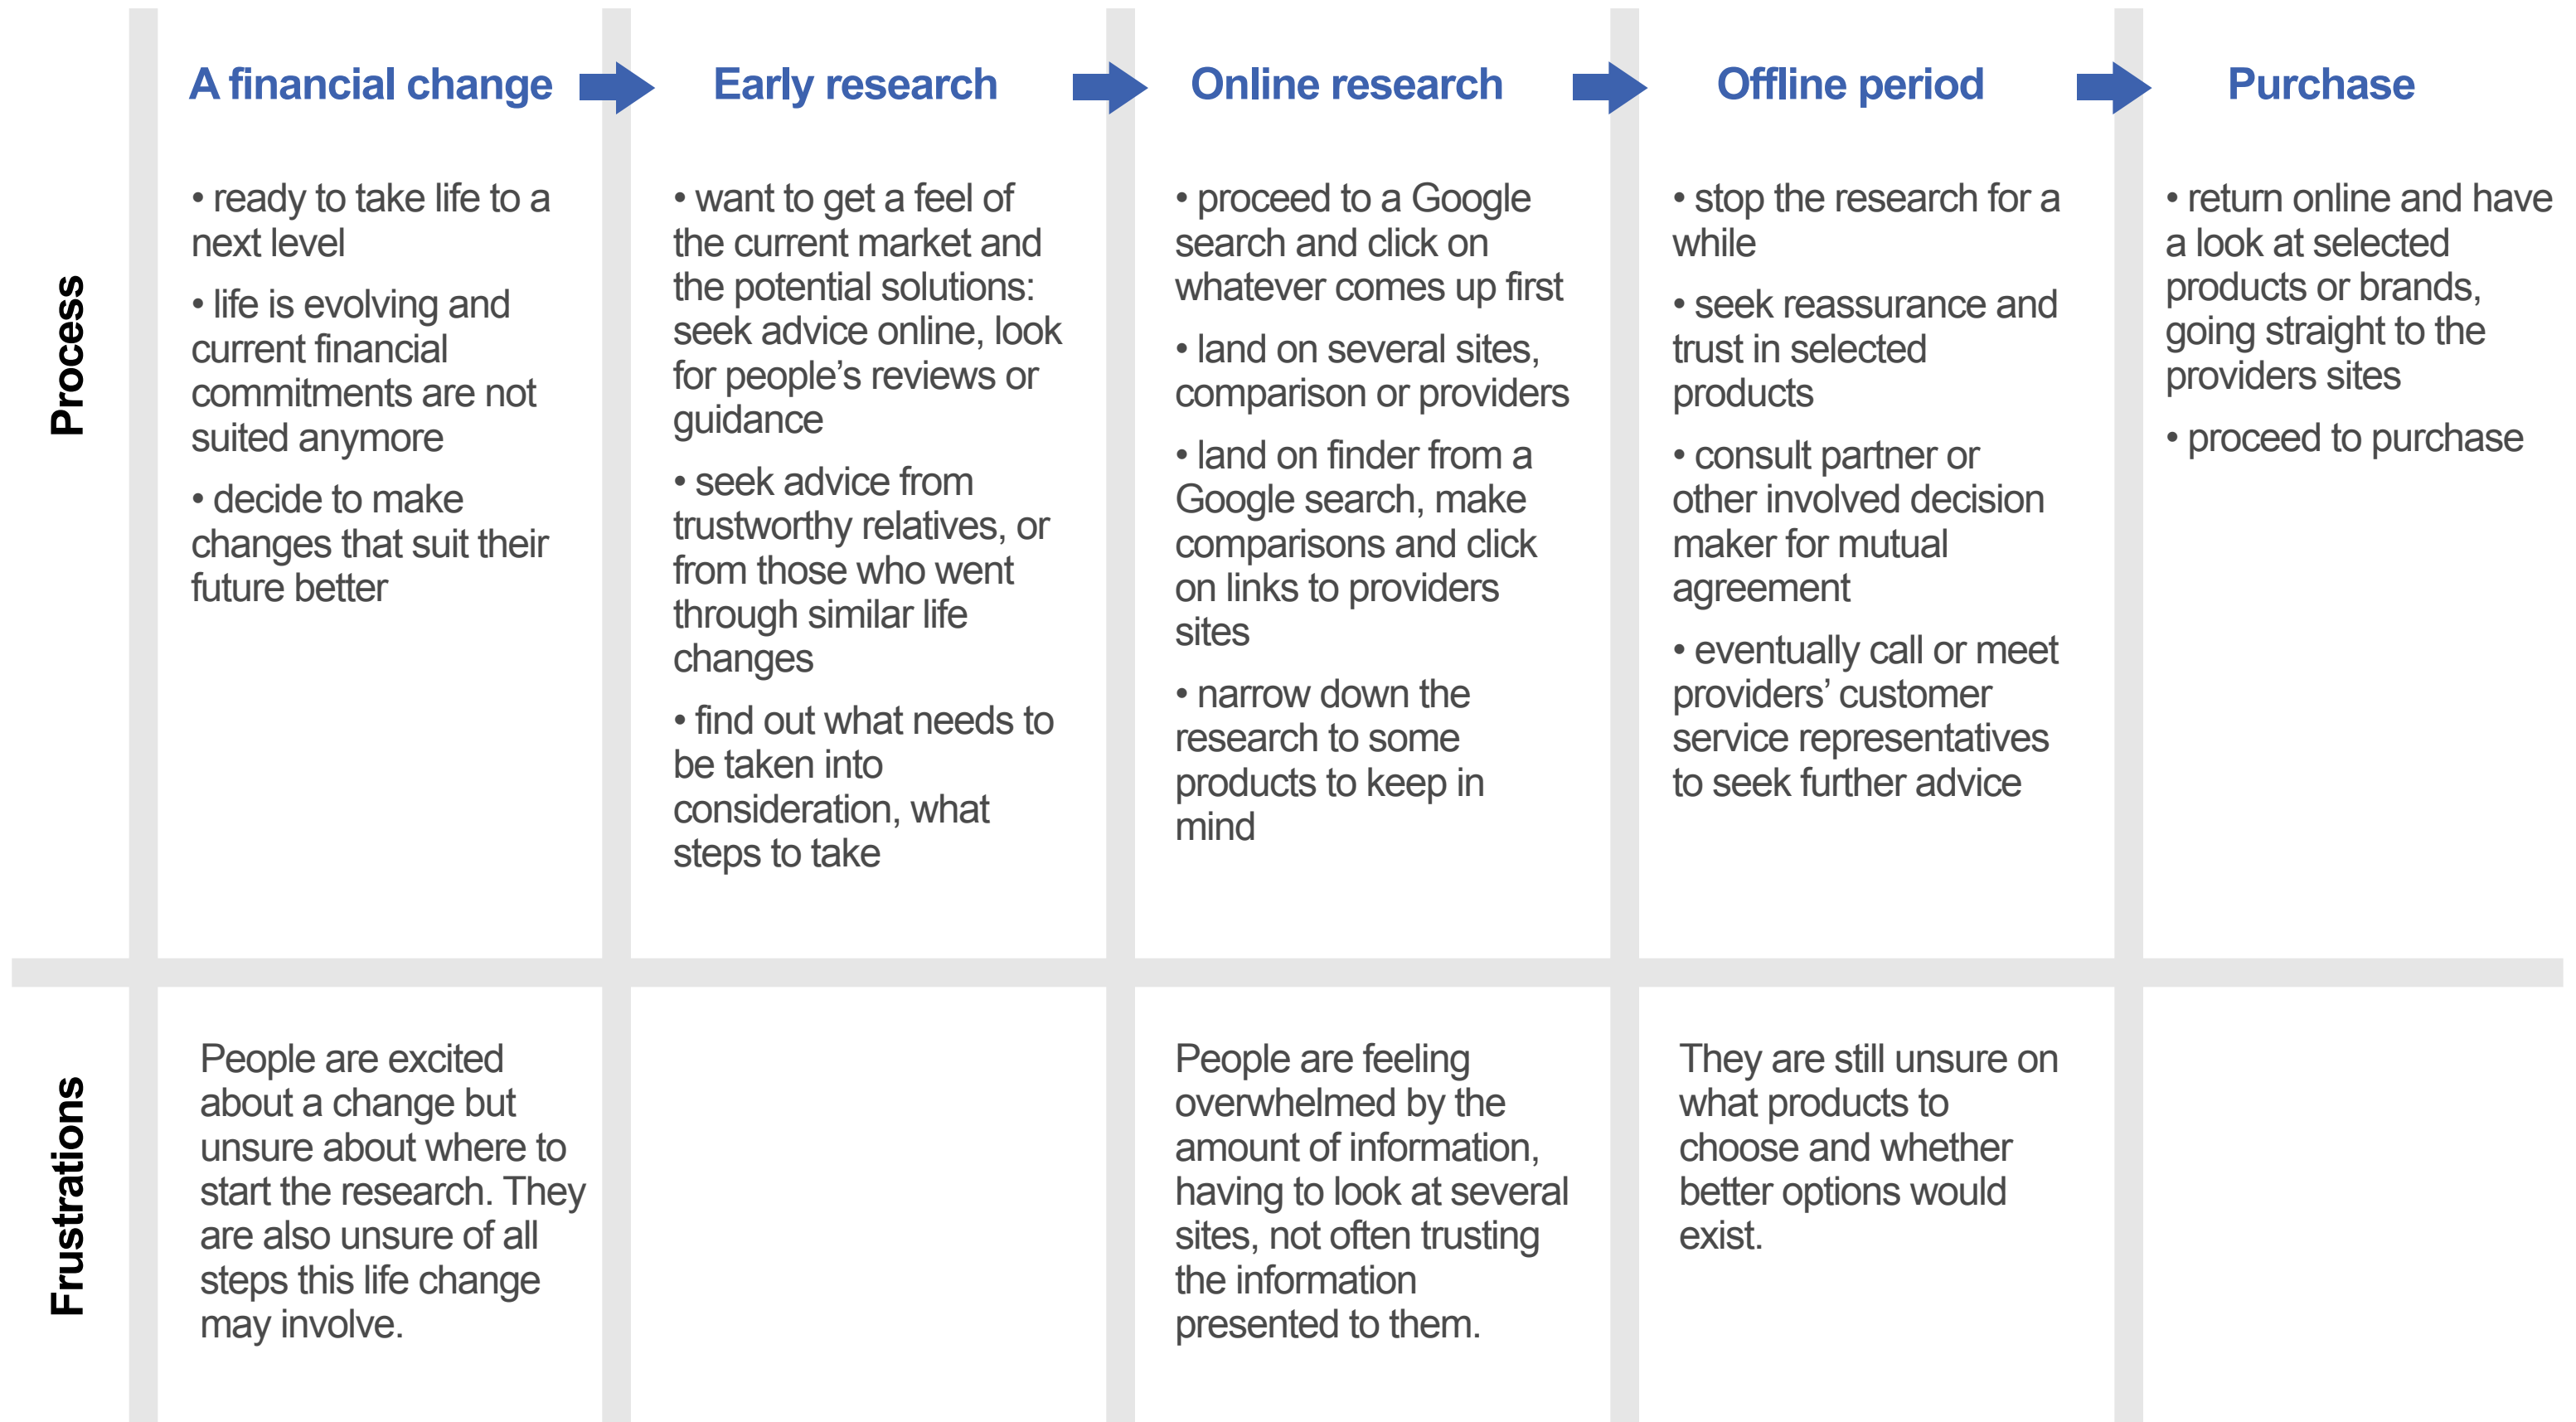 A financial change
Early research
Online research
Offline period
Purchase
Process
• ready to take life to a
next level
• life is evolving and
current financial
commitments are not
suited anymore
• decide to make
changes that suit their
future better
• want to get a feel of
the current market and
the potential solutions:
seek advice online, look
for people’s reviews or
guidance
• seek advice from
trustworthy relatives, or
from those who went
through similar life
changes
• find out what needs to
be taken into
consideration, what
steps to take
• proceed to a Google
search and click on
whatever comes up first
• land on several sites,
comparison or providers
• land on finder from a
Google search, make
comparisons and click
on links to providers
sites
• narrow down the
research to some
products to keep in
mind
• stop the research for a
while
• seek reassurance and
trust in selected
products
• consult partner or
other involved decision
maker for mutual
agreement
• eventually call or meet
providers’ customer
service representatives
to seek further advice
• return online and have
a look at selected
products or brands,
going straight to the
providers sites
• proceed to purchase
Frustrations
People are excited
about a change but
unsure about where to
start the research. They
are also unsure of all
steps this life change
may involve.
People are feeling
overwhelmed by the
amount of information,
having to look at several
sites, not often trusting
the information
presented to them.
They are still unsure on
what products to
choose and whether
better options would
exist.